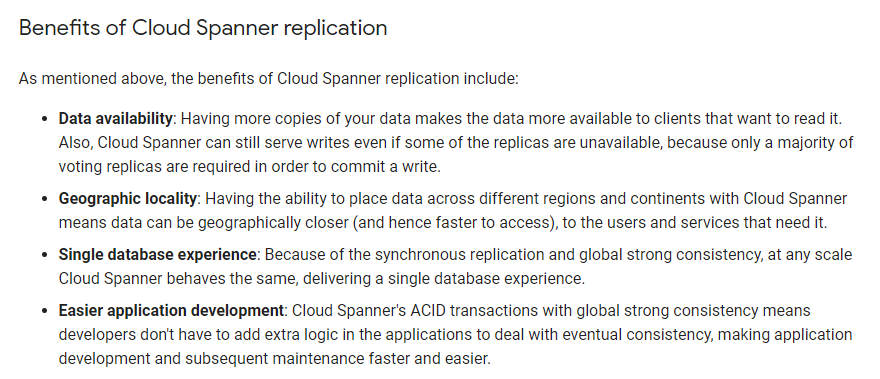 Benefits of Cloud Spanner replication
As mentioned above, the benefits of Cloud Spanner replication include:
• Data availability: Having more copies of your data makes the data more available to clients that want to read it.
Also, Cloud Spanner can still serve writes even if some of the replicas are unavailable, because only a majority of
voting replicas are required in order to commit a write.
• Geographic locality: Having the ability to place data across different regions and continents with Cloud Spanner
means data can be geographically closer (and hence faster to access), to the users and services that need it.
• Single database experience: Because of the synchronous replication and global strong consistency, at any scale
Cloud Spanner behaves the same, delivering a single database experience.
• Easier application development: Cloud Spanner's ACID transactions with global strong consistency means
developers don't have to add extra logic in the applications to deal with eventual consistency, making application
development and subsequent maintenance faster and easier.